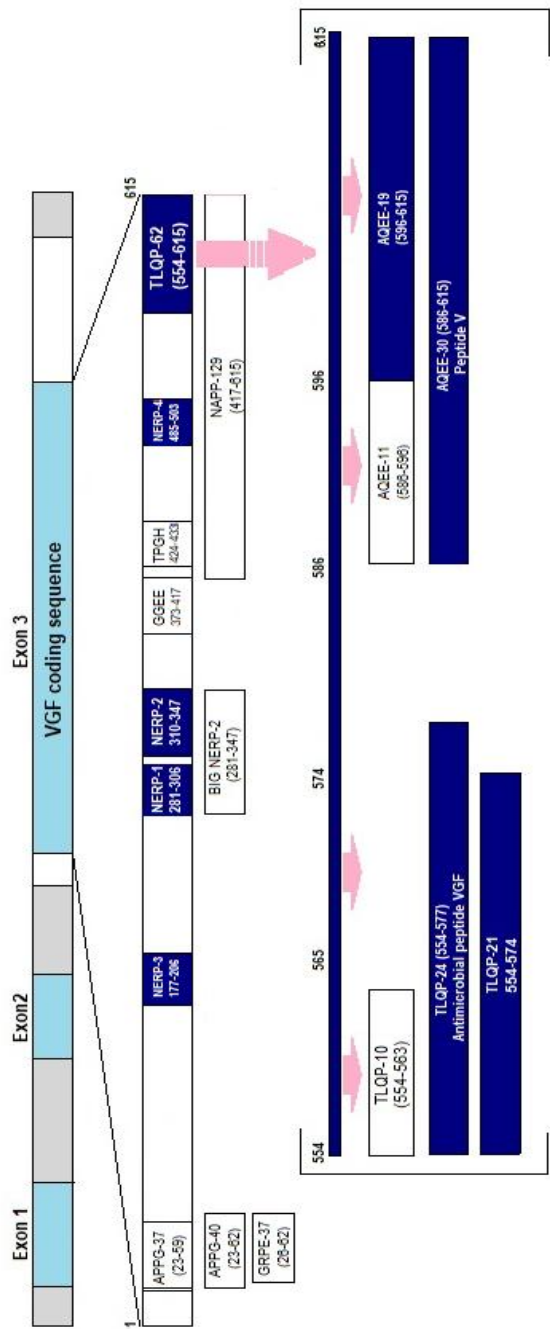 Exon 1
Exon2
Exon 3
VGF coding sequence
1
615
APPG-37
(23-59)
NERP-3
177-206
NERP-1
281-306
NERP-2
310-347
GGEE
373-417
TPGH
424-433
NERP-4
485-503
TLQP-62
(554-615)
APPG-40
(23-62)
BIG NERP-2
(281-347)
NAPP-129
(417-615)
GRPE-37
(26-62)
554
565
574
586
596
615
TLQP-10
(554-563)
AQEE-11
(586-596)
AQEE-19
(596-615)
TLQP-24 (554-577)
Antimicrobial peptide VGF
AQEE-30 (586-615)
Peptide V
TLQP-21
554-574